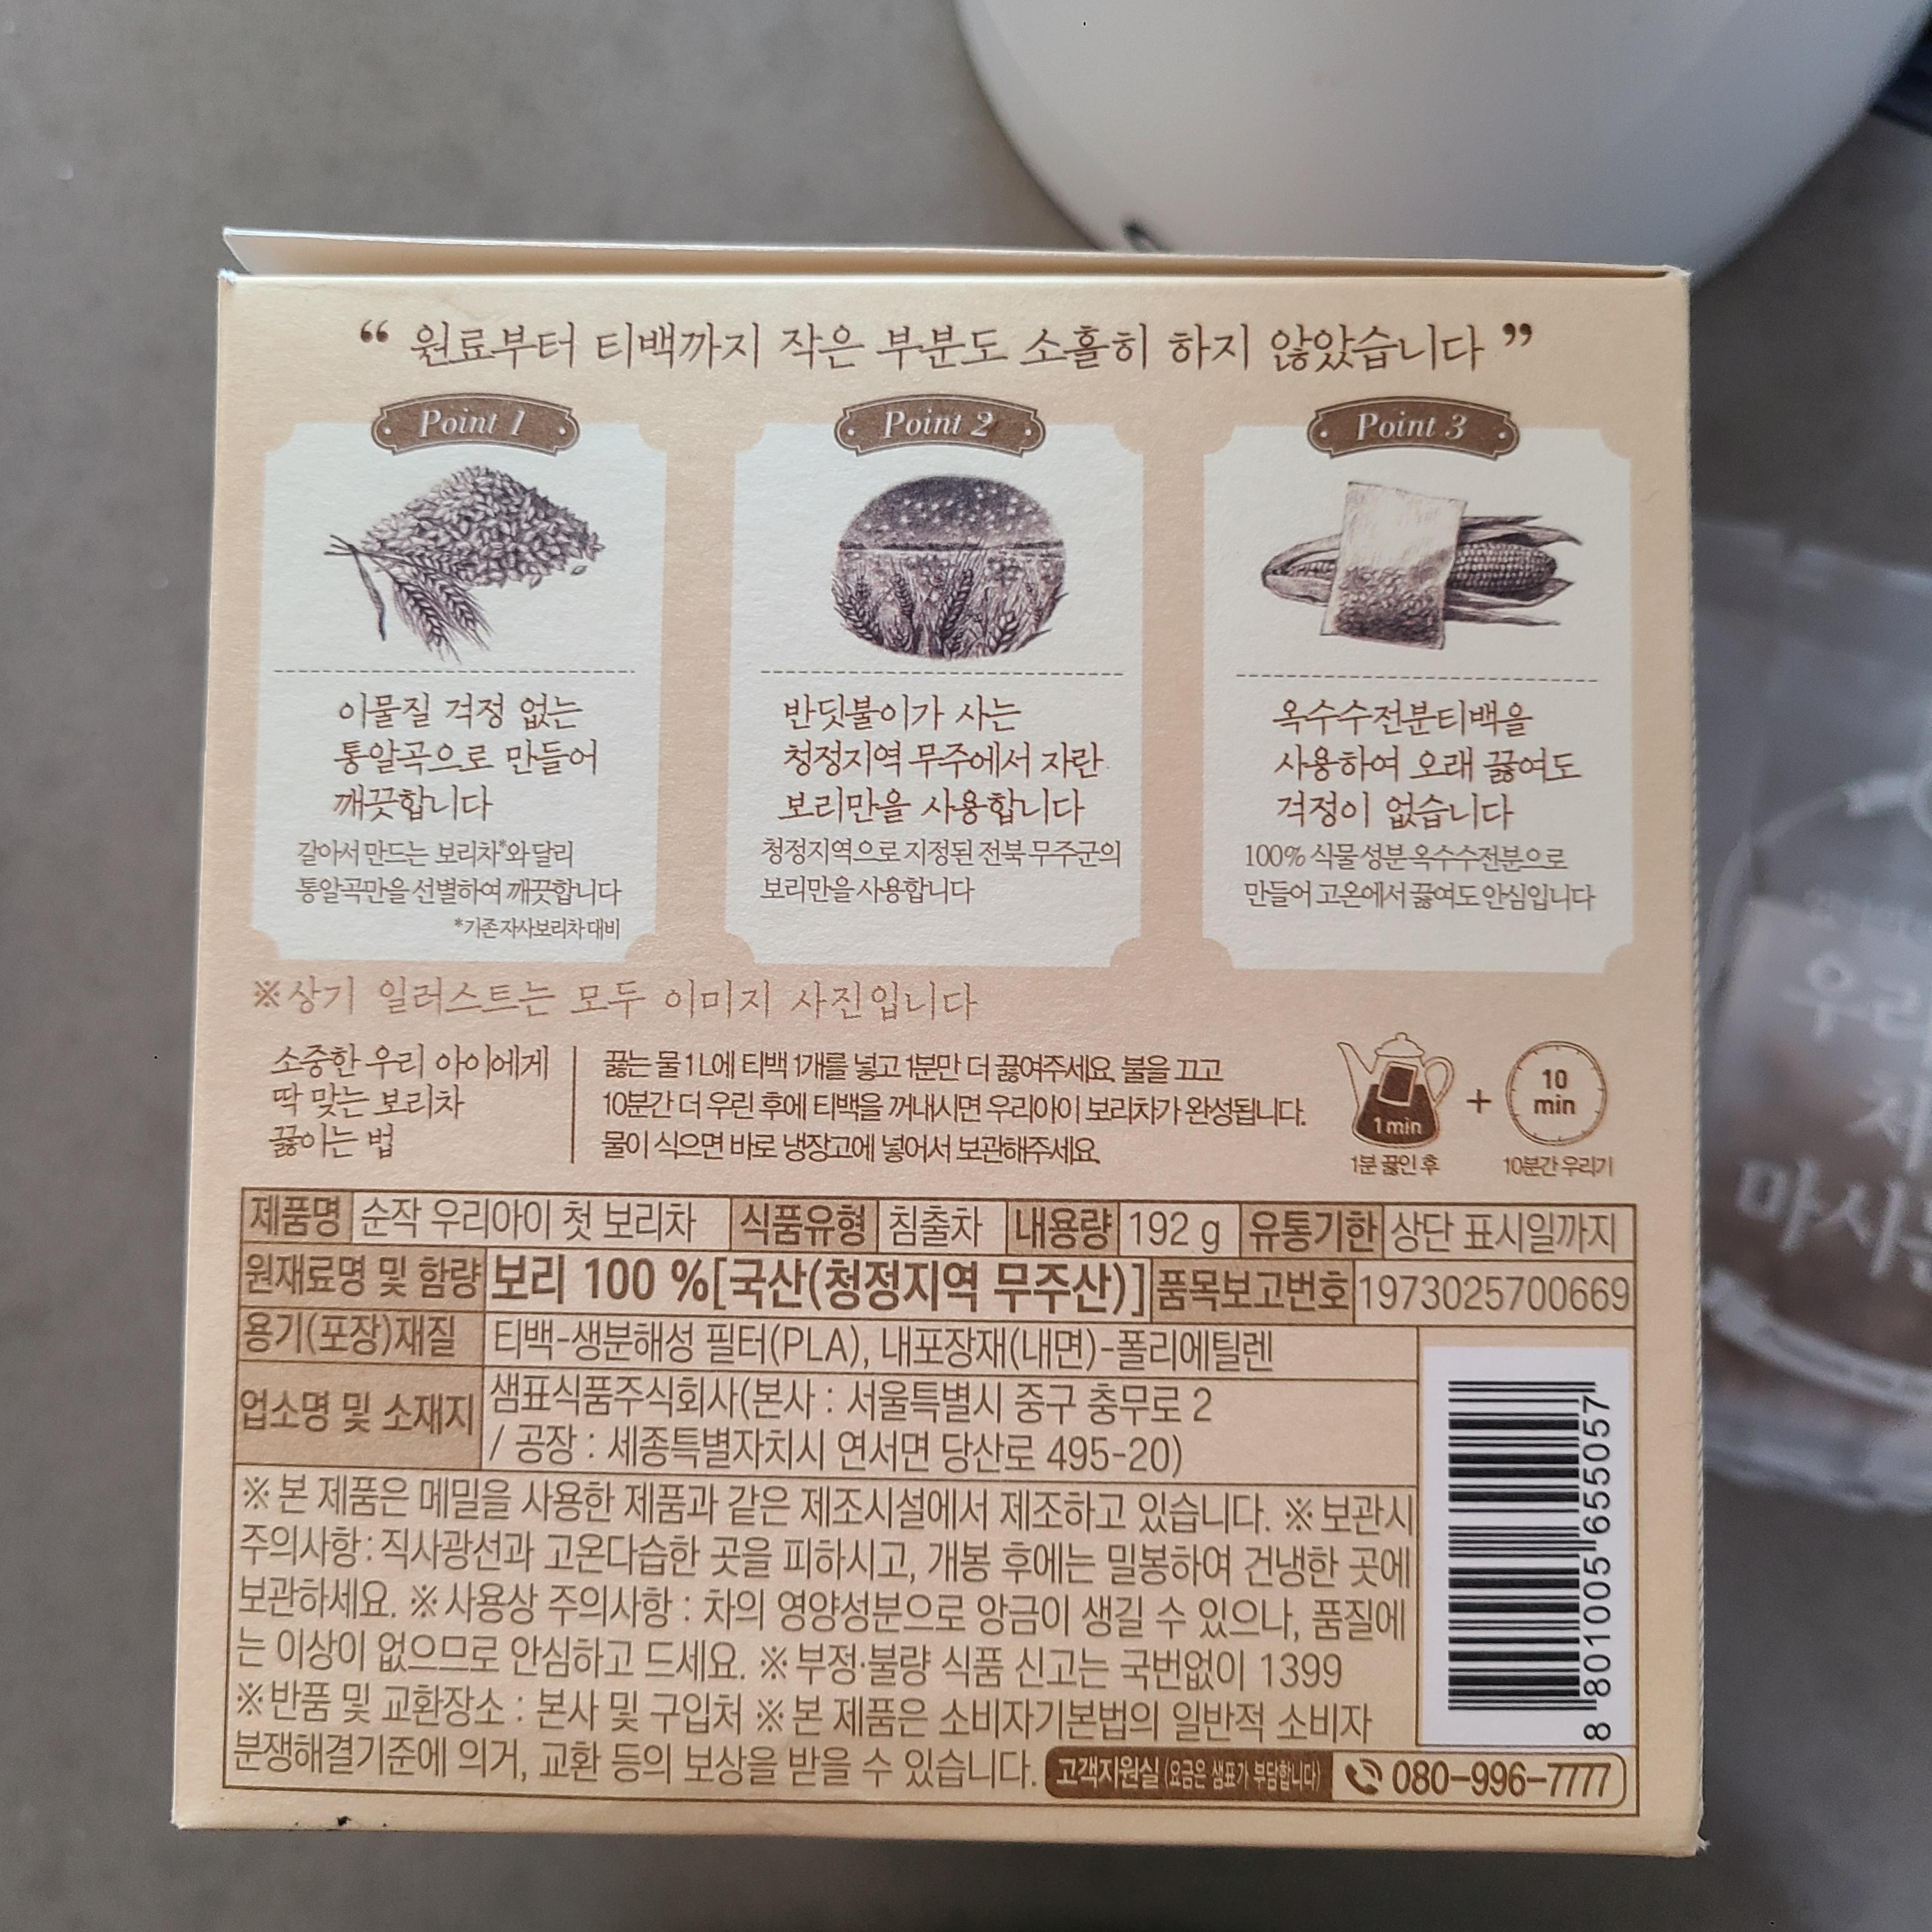 “ 원료부터 티백까지 작은 부분도 소홀히 하지 않았습니다 ”
Point 1
이물질 걱정 없는
통알곡으로 만들어
깨끗합니다
갈아서 만드는 보리차*와 달리
통알곡만을 선별하여 깨끗합니다
*기존 자사 보리차 대비
Point 2
반딧불이가 사는
청정지역 무주에서 자란
보리만을 사용합니다
청정지역으로 지정된 전북 무주군의
보리만을 사용합니다
Point 3
옥수수전분티백을
사용하여 오래 끓여도
걱정이 없습니다
100% 식물성분 옥수수전분으로
만들어 고온에서 끓여도 안심입니다
※상기 일러스트는 모두 이미지 사진입니다
소중한 우리 아이에게
딱 맞는 보리차
끓이는 법
끓는 물 1L에 티백 1개를 넣고 1분만 더 끓여주세요. 불을 끄고
10분간 더 우린 후에 티백을 꺼내시면 우리아이 보리차가 완성됩니다.
물이 식으면 바로 냉장고에 넣어서 보관해주세요.
1min
+
10
min
1분 끓인 후
10분간 우리기
제품명 순작 우리아이 첫 보리차 식품유형 침출차 내용량 192 g 유통기한 상단 표시일까지
원재료명 및 함량 보리 100 %[국산(청정지역 무주산)] 품목보고번호 1973025700669
용기(포장)재질 티백-생분해성 필터(PLA), 내포장재(내면)-폴리에틸렌
업소명 및 소재지 샘표식품주식회사(본사 : 서울특별시 중구 충무로 2
/ 공장 : 세종특별자치시 연서면 당산로 495-20)
※ 본 제품은 메밀을 사용한 제품과 같은 제조시설에서 제조하고 있습니다. ※ 보관시
주의사항 : 직사광선과 고온다습한 곳을 피하시고, 개봉 후에는 밀봉하여 건냉한 곳에
보관하세요. ※ 사용상 주의사항 : 차의 영양성분으로 앙금이 생길 수 있으나, 품질에
는 이상이 없으므로 안심하고 드세요. ※ 부정·불량 식품 신고는 국번없이 1399
※ 반품 및 교환장소 : 본사 및 구입처 ※ 본 제품은 소비자기본법의 일반적 소비자
분쟁해결기준에 의거, 교환 등의 보상을 받을 수 있습니다.
고객지원실 (요금은 샘표가 부담합니다) 080-996-7777
8 801005 655057
우리
마시는